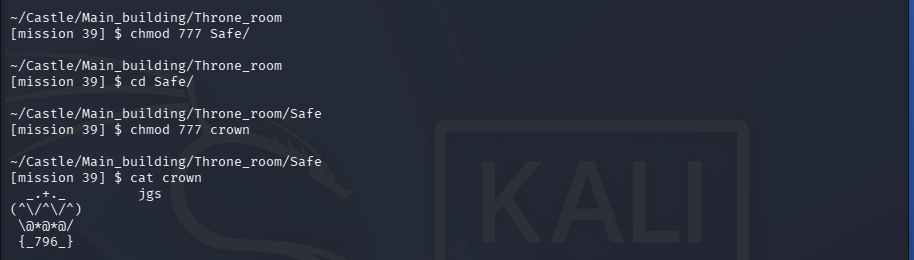 ~/Castle/Main_building/Throne_room
[mission 39] $ chmod 777 Safe/
~/Castle/Main_building/Throne_room
[mission 39] $ cd Safe/
~/Castle/Main_building/Throne_room/Safe
[mission 39] $ chmod 777 crown
~/Castle/Main_building/Throne_room/Safe
[mission 39] $ cat crown
  _.+._         jgs
(^\/^\/^)
 \@*@*@/
 {_796_}
KALI